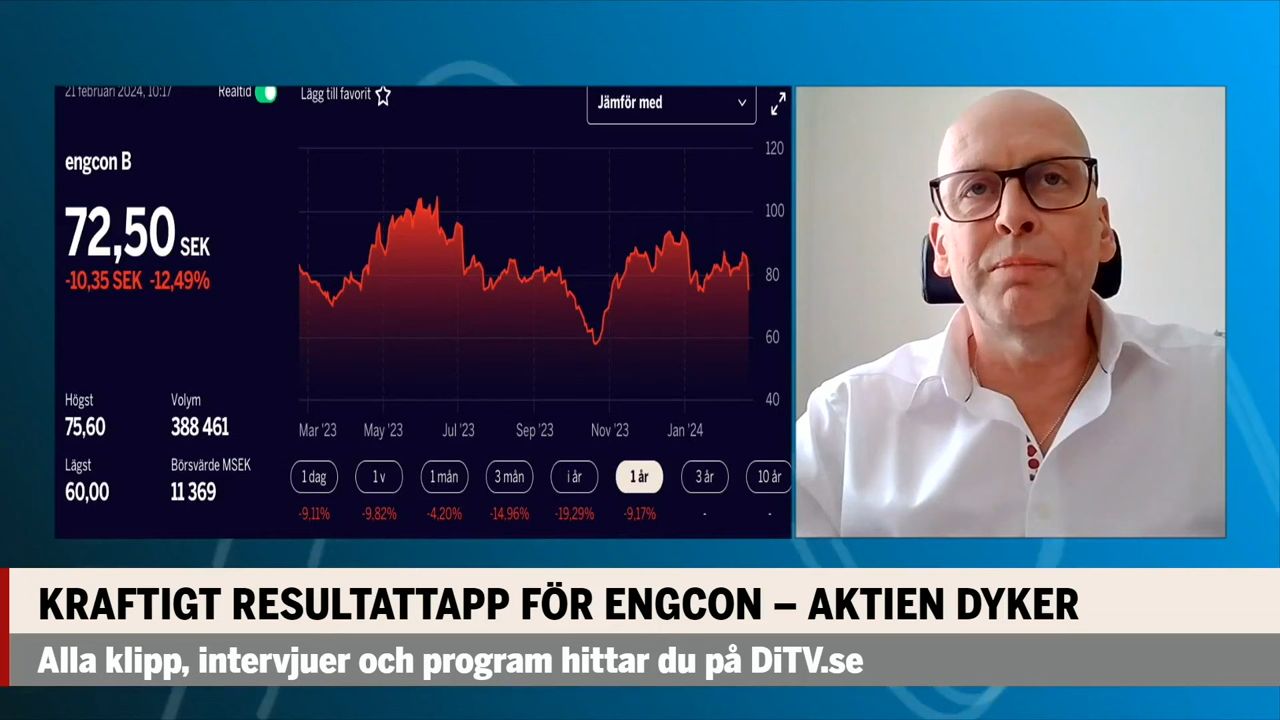 21 februari 2024, 10:17
Realtid
Lägg till favorit
Jämför med
engcon B
72,50 SEK
-10,35 SEK -12,49%
120
100
80
60
40
Mar '23 May '23 Jul '23 Sep '23 Nov '23 Jan '24
Högst Volym
75,60 388 461
Lägst Börsvärde MSEK
60,00 11 369
1 dag 1 v 1 mån 3 mån i år 1 år 3 år 10 år
-9,11% -9,82% -4,20% -14,96% -19,29% -9,17% - -
KRAFTIGT RESULTATTAPP FÖR ENGCON – AKTIEN DYKER
Alla klipp, intervjuer och program hittar du på DiTV.se